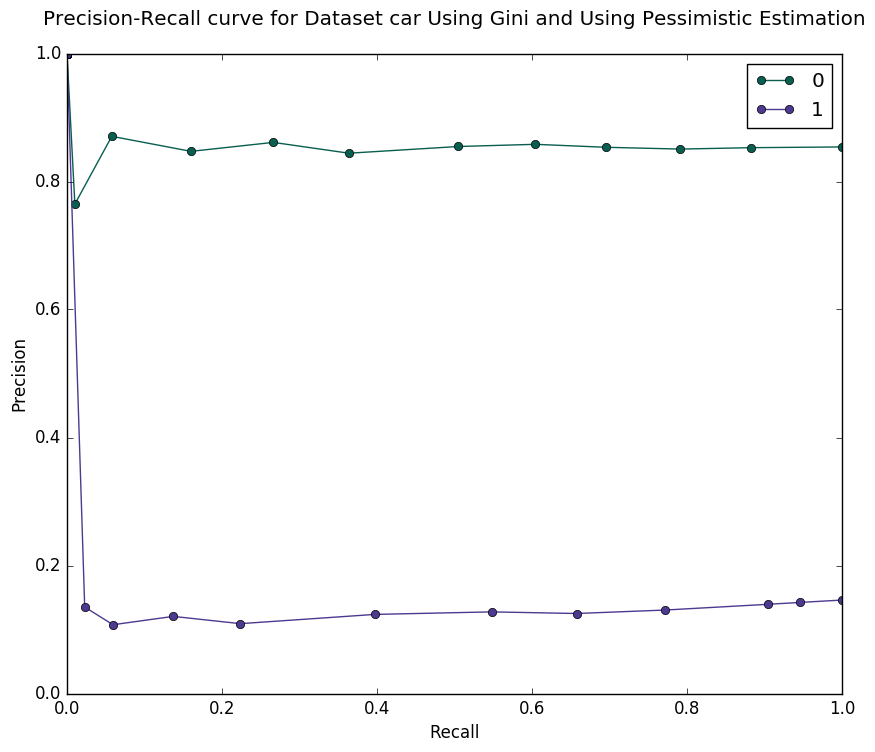 Precision-Recall curve for Dataset car Using Gini and Using Pessimistic Estimation
1.0
0.8
0.6
0.4
0.2
0.0
Precision
0
1
0.0 0.2 0.4 0.6 0.8 1.0
Recall